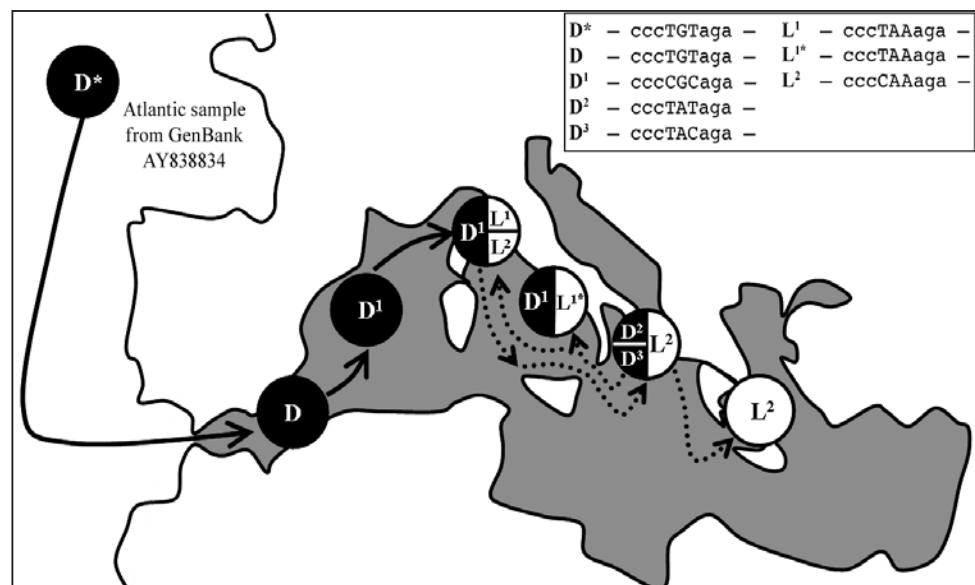 D* – cccTGTaga – L¹ – cccTAAaga –
D – cccTGTaga – L¹* – cccTAAaga –
D¹ – cccCGCaga – L² – cccCAAaga –
D² – cccTATaga –
D³ – cccTACaga –
D*
Atlantic sample
from GenBank
AY838834
D¹ L¹
L²
D¹
D¹ L¹*
D² L²
D³
D
L²